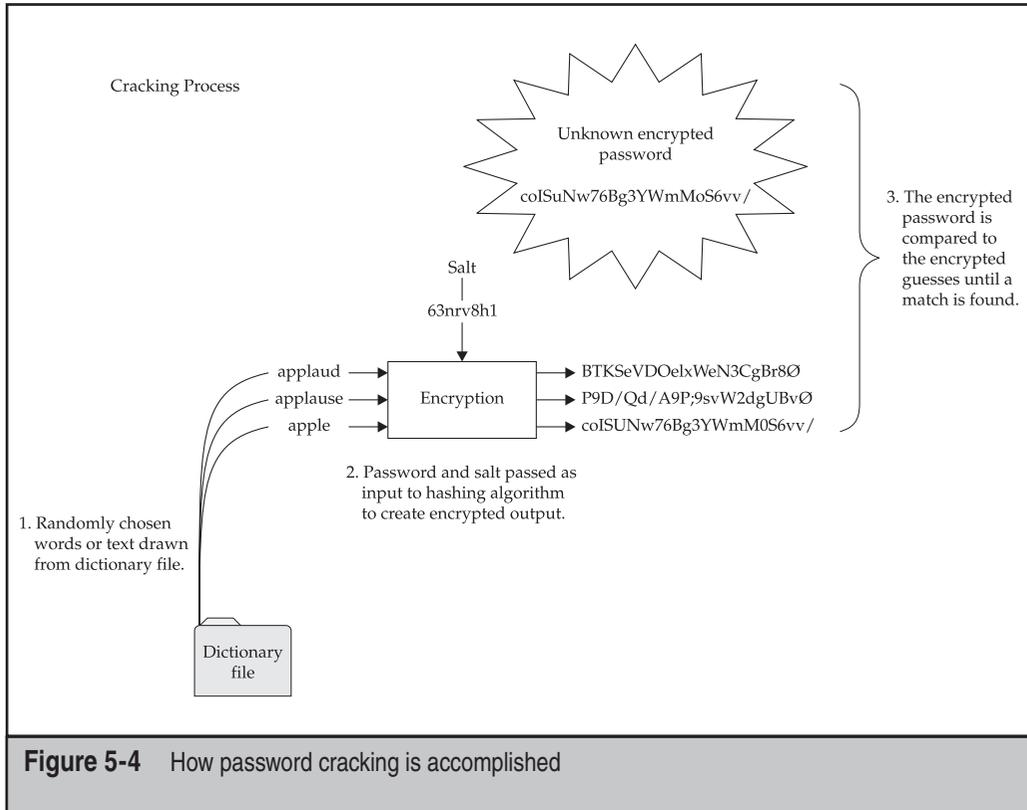 Cracking Process
Unknown encrypted
password
coISuNw76Bg3YWmMoS6vv/
3. The encrypted
password is
compared to
the encrypted
guesses until a
match is found.
Salt
63nrv8h1
applaud
applause
apple
Encryption
BTKSeVDOelxWeN3CgBr8Ø
P9D/Qd/A9P;9svW2dgUBvØ
coISUNw76Bg3YWmM0S6vv/
2. Password and salt passed as
input to hashing algorithm
to create encrypted output.
1. Randomly chosen
words or text drawn
from dictionary file.
Dictionary
file
Figure 5-4 How password cracking is accomplished